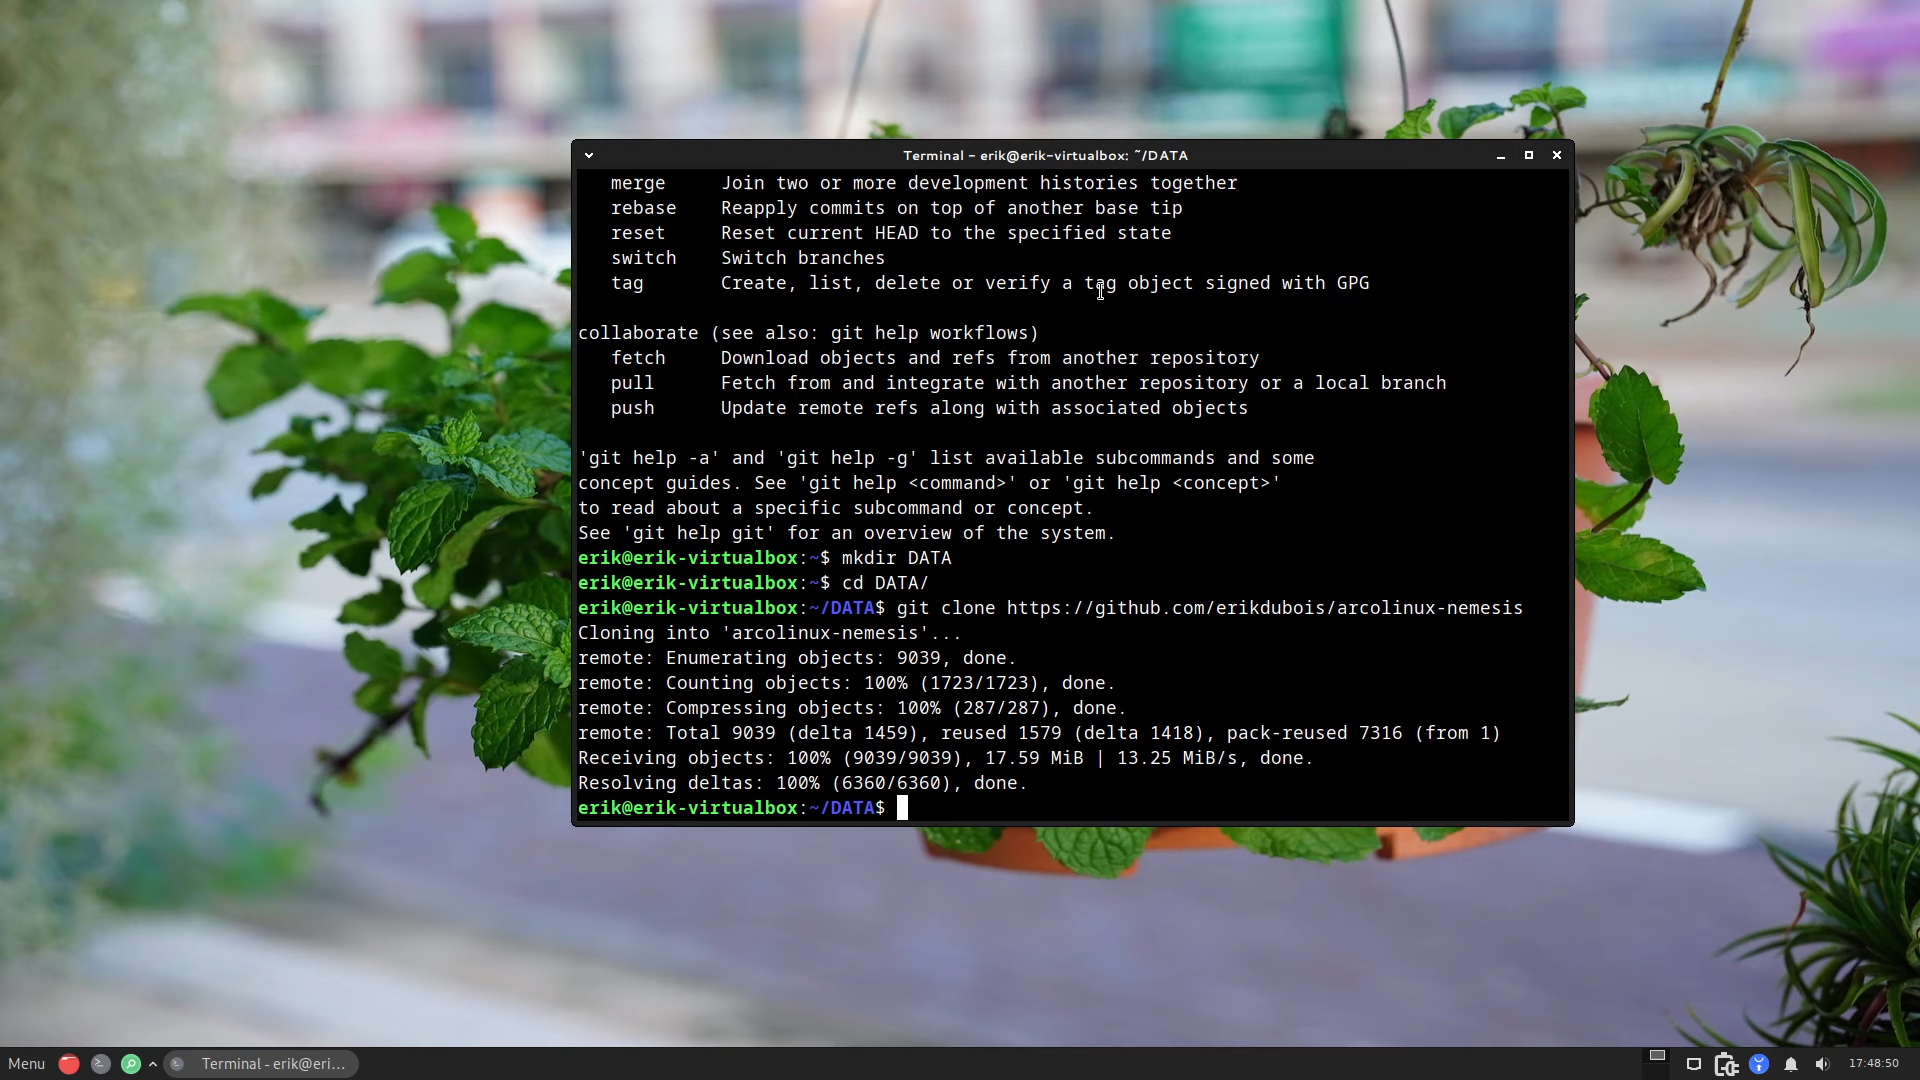 Terminal - erik@erik-virtualbox: ~/DATA
merge Join two or more development histories together
rebase Reapply commits on top of another base tip
reset Reset current HEAD to the specified state
switch Switch branches
tag Create, list, delete or verify a tag object signed with GPG
collaborate (see also: git help workflows)
fetch Download objects and refs from another repository
pull Fetch from and integrate with another repository or a local branch
push Update remote refs along with associated objects
'git help -a' and 'git help -g' list available subcommands and some
concept guides. See 'git help <command>' or 'git help <concept>'
to read about a specific subcommand or concept.
See 'git help git' for an overview of the system.
erik@erik-virtualbox:~$ mkdir DATA
erik@erik-virtualbox:~$ cd DATA/
erik@erik-virtualbox:~/DATA$ git clone https://github.com/erikdubois/arcolinux-nemesis
Cloning into 'arcolinux-nemesis'...
remote: Enumerating objects: 9039, done.
remote: Counting objects: 100% (1723/1723), done.
remote: Compressing objects: 100% (287/287), done.
remote: Total 9039 (delta 1459), reused 1579 (delta 1418), pack-reused 7316 (from 1)
Receiving objects: 100% (9039/9039), 17.59 MiB | 13.25 MiB/s, done.
Resolving deltas: 100% (6360/6360), done.
erik@erik-virtualbox:~/DATA$
Menu Terminal - erik@eri... 17:48:50